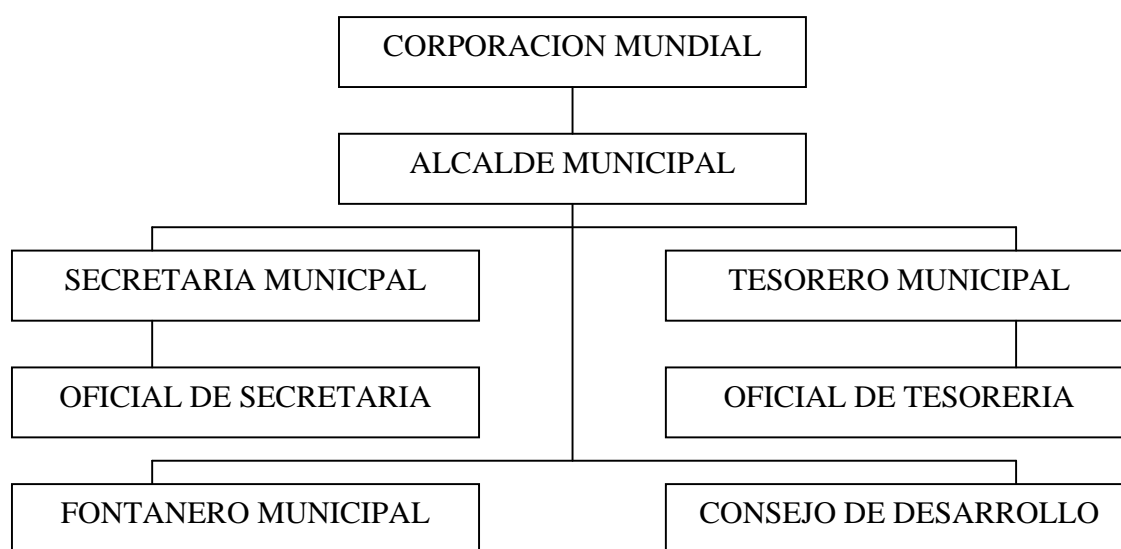 CORPORACION MUNDIAL
ALCALDE MUNICIPAL
SECRETARIA MUNICPAL
TESORERO MUNICIPAL
OFICIAL DE SECRETARIA
OFICIAL DE TESORERIA
FONTANERO MUNICIPAL
CONSEJO DE DESARROLLO